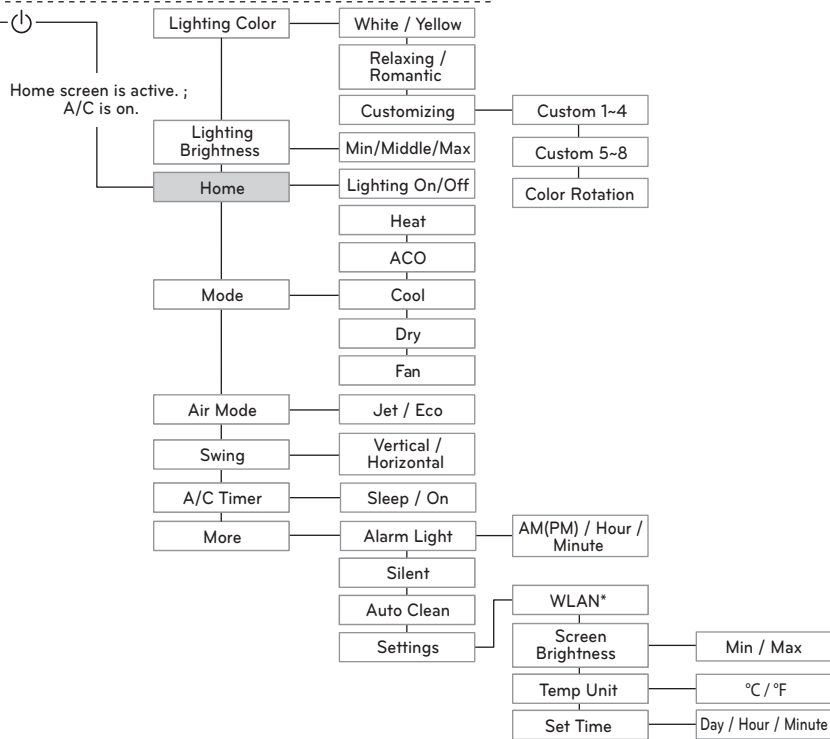 Lighting Color
White / Yellow
Relaxing /
Romantic
Home screen is active. ;
A/C is on.
Customizing
Custom 1~4
Lighting
Brightness
Min/Middle/Max
Custom 5~8
Home
Lighting On/Off
Color Rotation
Heat
ACO
Mode
Cool
Dry
Fan
Air Mode
Jet / Eco
Swing
Vertical /
Horizontal
A/C Timer
Sleep / On
More
Alarm Light
AM(PM) / Hour /
Minute
Silent
Auto Clean
WLAN*
Settings
Screen
Brightness
Min / Max
Temp Unit
°C / °F
Set Time
Day / Hour / Minute